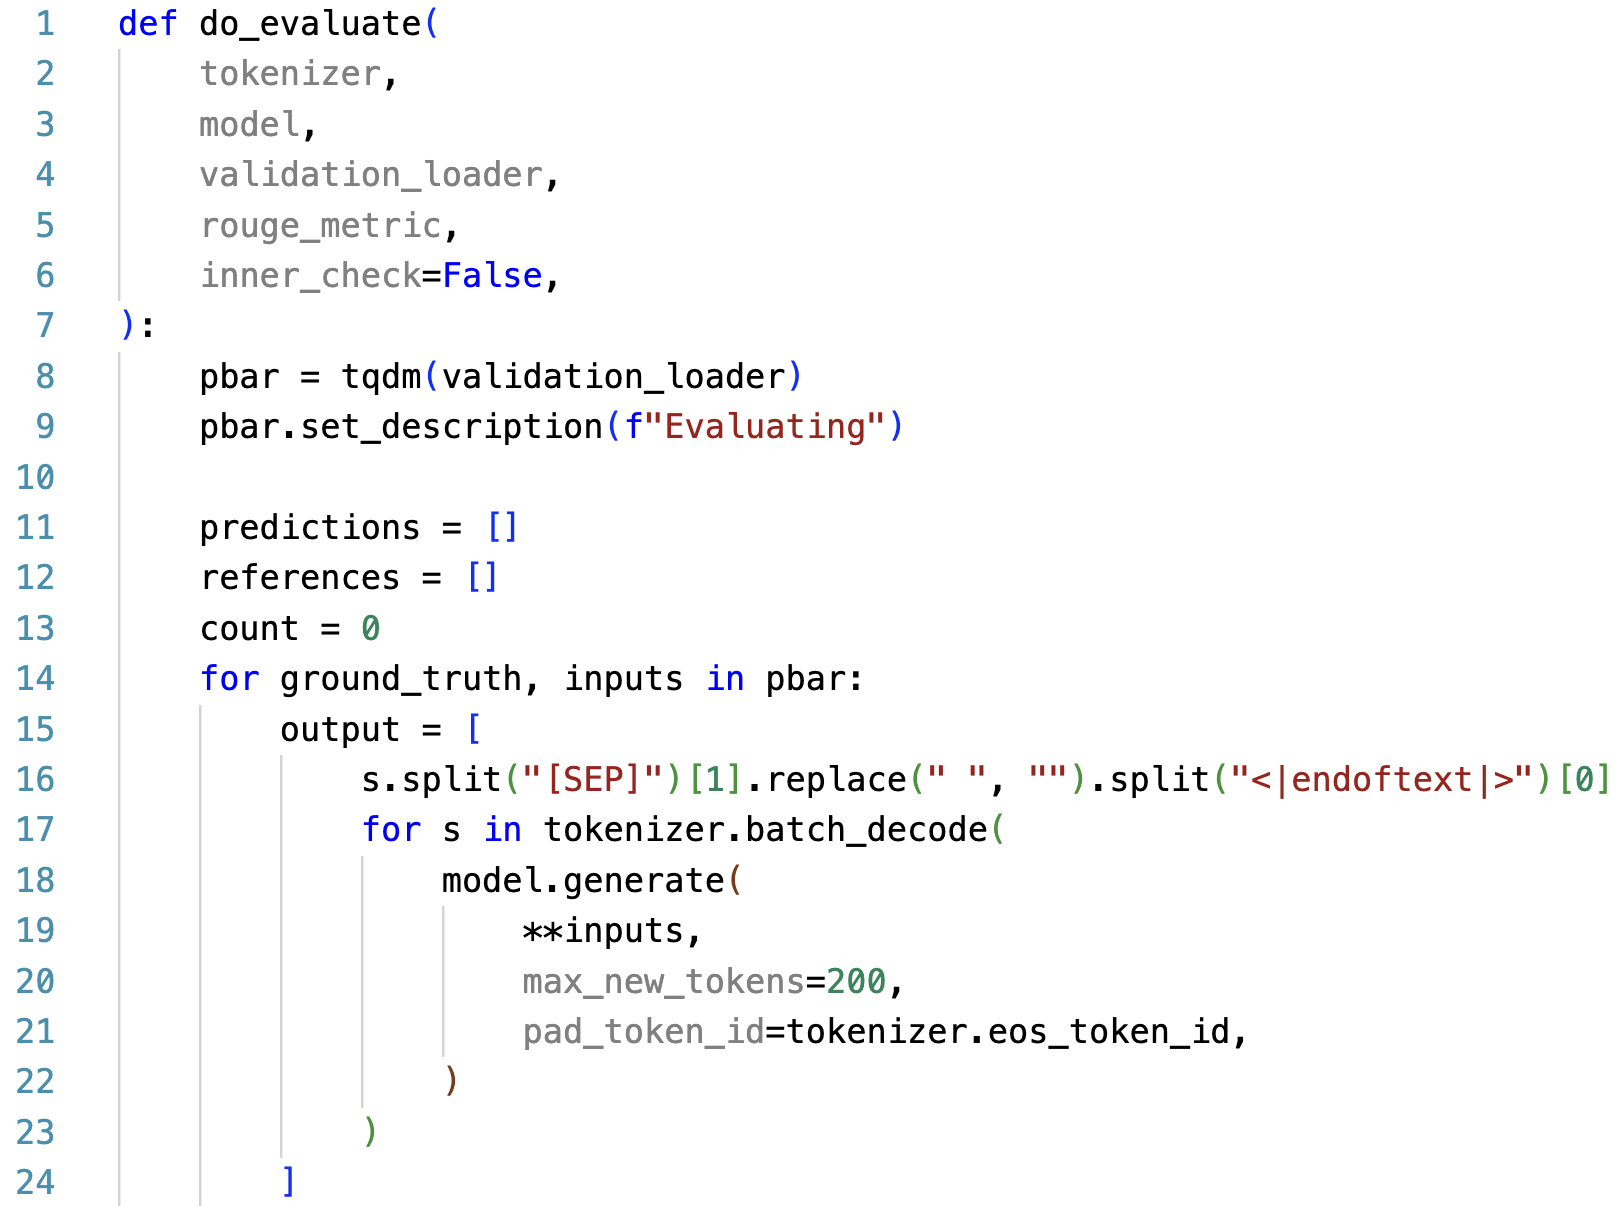 1 def do_evaluate(
2     tokenizer,
3     model,
4     validation_loader,
5     rouge_metric,
6     inner_check=False,
7 ):
8     pbar = tqdm(validation_loader)
9     pbar.set_description(f"Evaluating")
10
11     predictions = []
12     references = []
13     count = 0
14     for ground_truth, inputs in pbar:
15         output = [
16             s.split("[SEP]")[1].replace(" ", "").split("<|endoftext|>")[0]
17             for s in tokenizer.batch_decode(
18                 model.generate(
19                     **inputs,
20                     max_new_tokens=200,
21                     pad_token_id=tokenizer.eos_token_id,
22                 )
23             )
24         ]